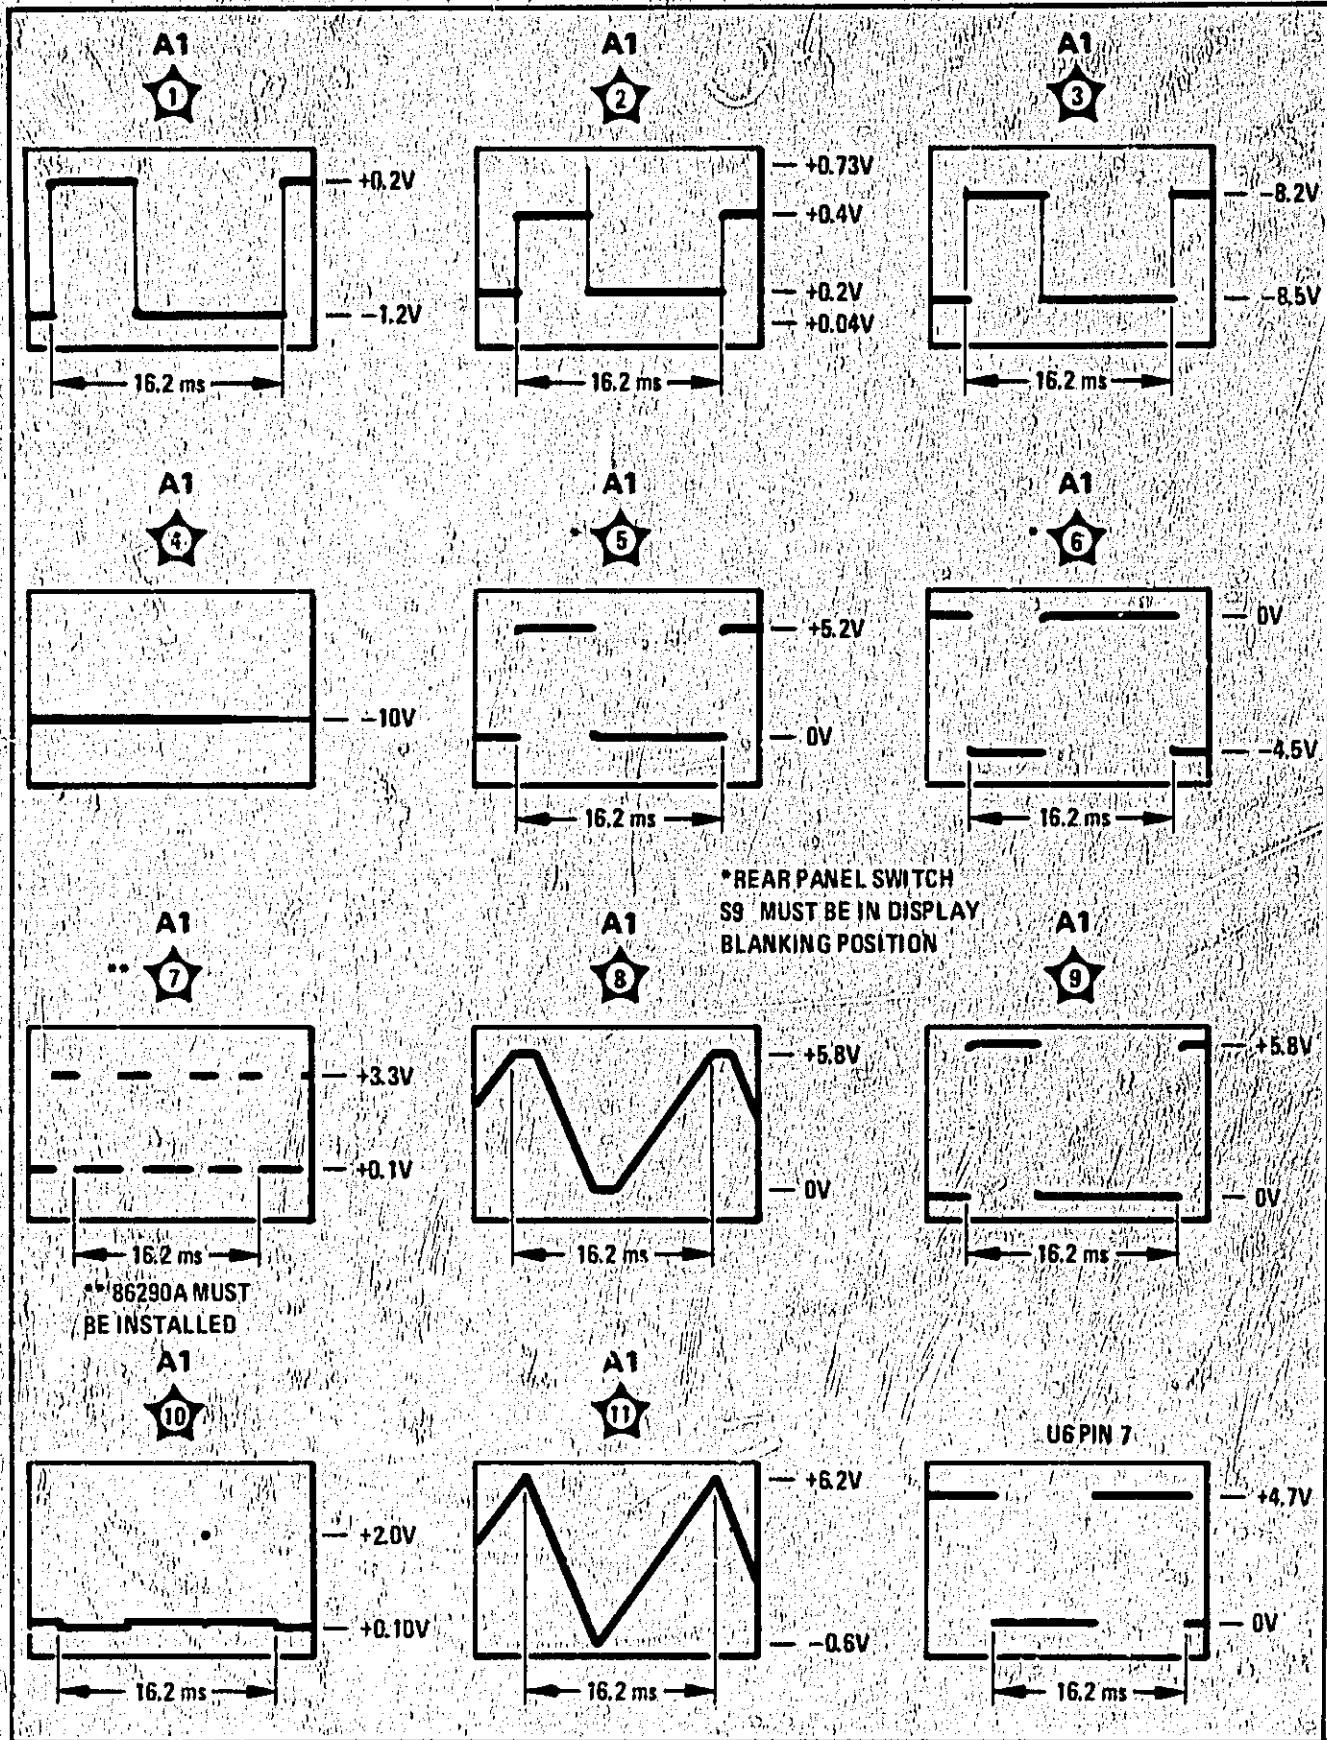 A1 A1 A1
1 2 3
+0.2V
-1.2V
16.2 ms
+0.73V
+0.4V
+0.2V
+0.04V
16.2 ms
-8.2V
-8.5V
16.2 ms
A1 A1 A1
4 * 5 * 6
-10V
+5.2V
0V
16.2 ms
0V
-4.5V
16.2 ms
*REAR PANEL SWITCH
S9 MUST BE IN DISPLAY
BLANKING POSITION
A1 A1 A1
** 7 8 9
+3.3V
+0.1V
16.2 ms
** 86290A MUST
BE INSTALLED
+5.8V
0V
16.2 ms
+5.8V
0V
16.2 ms
A1 A1
10 11
U6 PIN 7
+2.0V
+0.10V
16.2 ms
+6.2V
-0.6V
16.2 ms
+4.7V
0V
16.2 ms